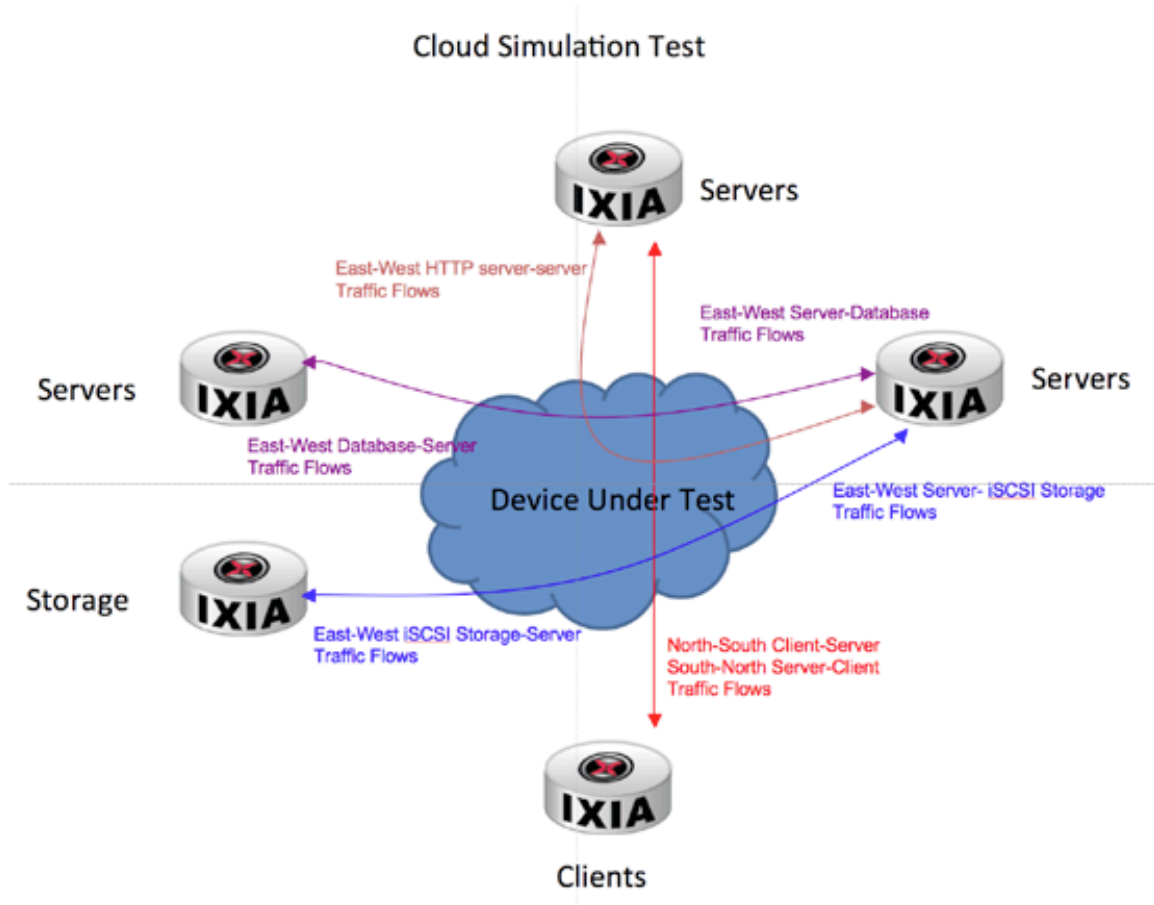 Cloud Simulation Test
IXIA
Servers
East-West HTTP server-server
Traffic Flows
East-West Server-Database
Traffic Flows
Servers
IXIA
IXIA
Servers
East-West Database-Server
Traffic Flows
Device Under Test
East-West Server- iSCSI Storage
Traffic Flows
Storage
IXIA
East-West iSCSI Storage-Server
Traffic Flows
North-South Client-Server
South-North Server-Client
Traffic Flows
IXIA
Clients